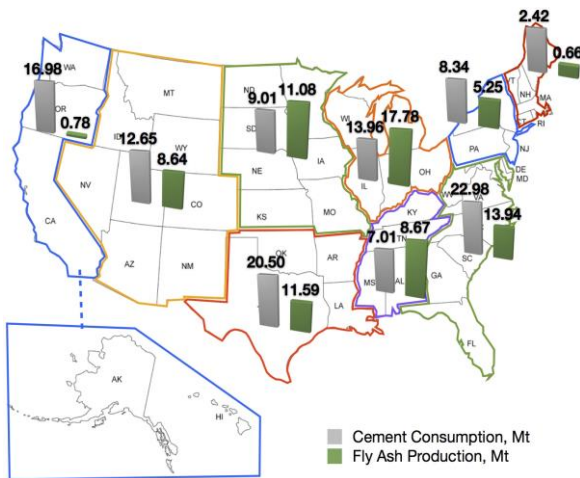 2.42
0.66
8.34
5.25
16.98
0.78
WA
OR
MT
ND
11.08
9.01
SD
WI
17.78
13.96
VT
NH
MA
CT
RI
PA
NJ
ID
12.65
WY
8.64
NE
IA
IL
OH
DE
MD
NV
CO
KS
MO
WV
22.98
VA
13.94
KY
CA
7.01
TN
8.67
SC
AZ
NM
20.50
OK
11.59
AR
MS
AL
GA
LA
FL
AK
HI
Cement Consumption, Mt
Fly Ash Production, Mt